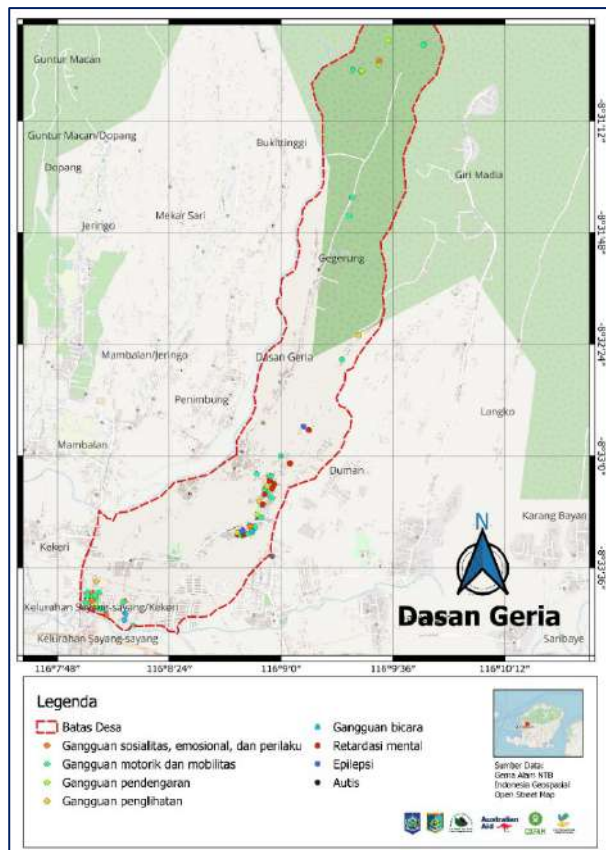 Guntur Macan
Guntur Macan/Dopang
Dopang
Bukittinggi
Giri Madia
Mekar Sari
Jeringo
Gegerung
Mambalan/Jeringo
Dasan Geria
Penimbung
Langko
Mambalan
Duman
Karang Bayan
Kekeri
N
Kelurahan Sayang-sayang/Kekeri
Dasan Geria
Kelurahan Sayang-sayang
Saribaye
-8°31'12"
-8°31'48"
-8°32'24"
-8°33'0"
-8°33'36"
116°7'48"
116°8'24"
116°9'0"
116°9'36"
116°10'12"
Legenda
Batas Desa
Gangguan sosialitas, emosional, dan perilaku
Gangguan motorik dan mobilitas
Gangguan pendengaran
Gangguan penglihatan
Gangguan bicara
Retardasi mental
Epilepsi
Autis
Sumber Data:
Gema Alam NTB
Indonesia Geospasial
Open Street Map
Australian
Aid
OXFAM